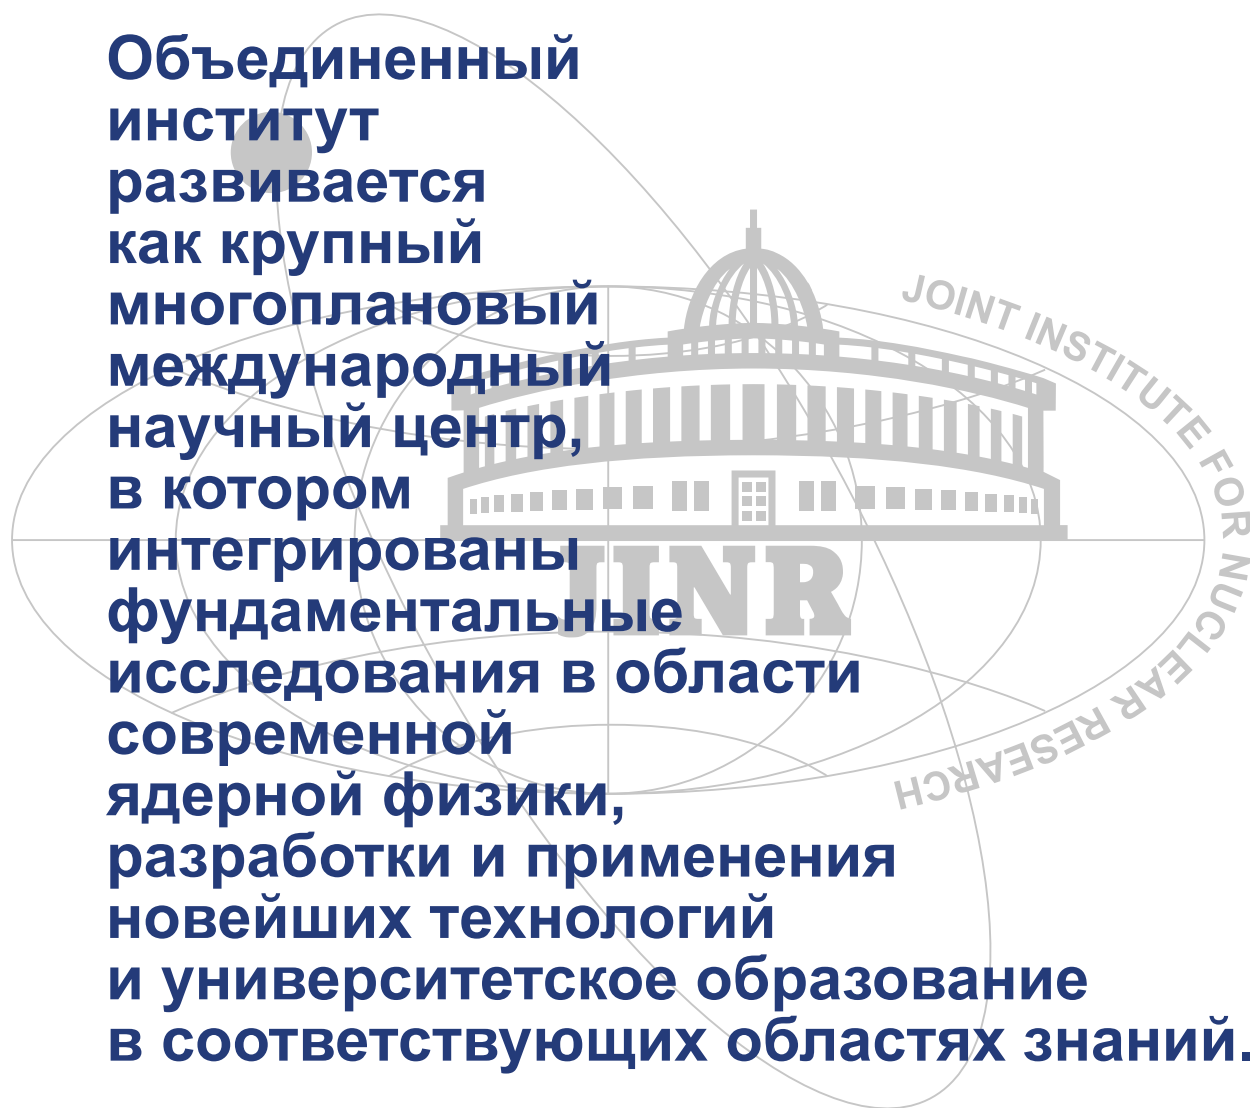 Объединенный
институт
развивается
как крупный
многоплановый
международный
научный центр,
в котором
интегрированы
фундаментальные
исследования в области
современной
ядерной физики,
разработки и применения
новейших технологий
и университетское образование
в соответствующих областях знаний.
JOINT INSTITUTE FOR NUCLEAR RESEARCH
JINR